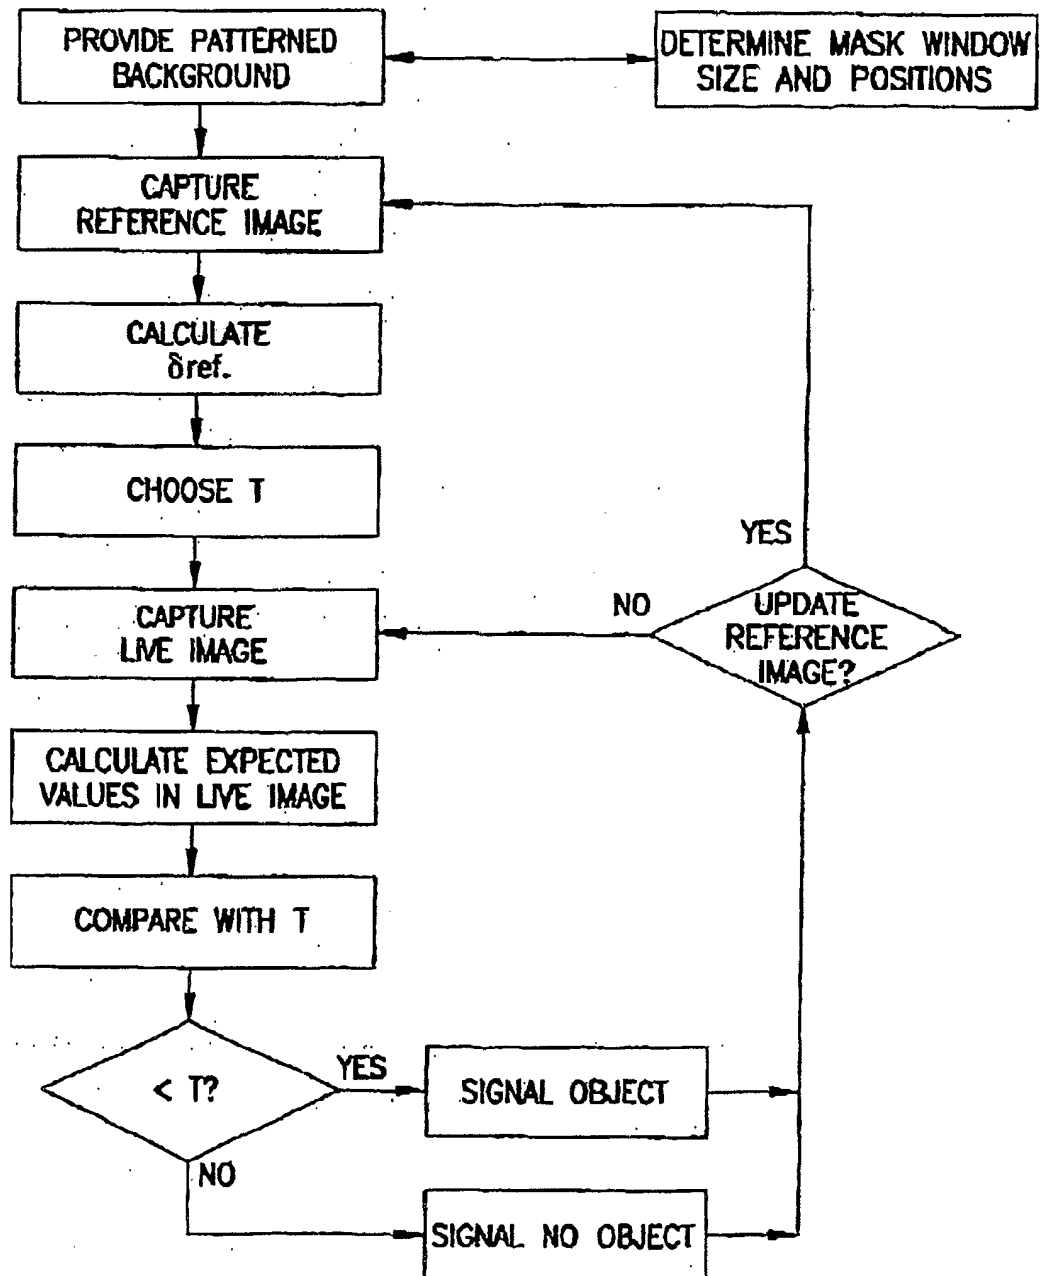 PROVIDE PATTERNED
BACKGROUND
DETERMINE MASK WINDOW
SIZE AND POSITIONS
CAPTURE
REFERENCE IMAGE
CALCULATE
δref.
CHOOSE T
YES
NO
UPDATE
REFERENCE
IMAGE?
CAPTURE
LIVE IMAGE
CALCULATE EXPECTED
VALUES IN LIVE IMAGE
COMPARE WITH T
< T?
YES
SIGNAL OBJECT
NO
SIGNAL NO OBJECT